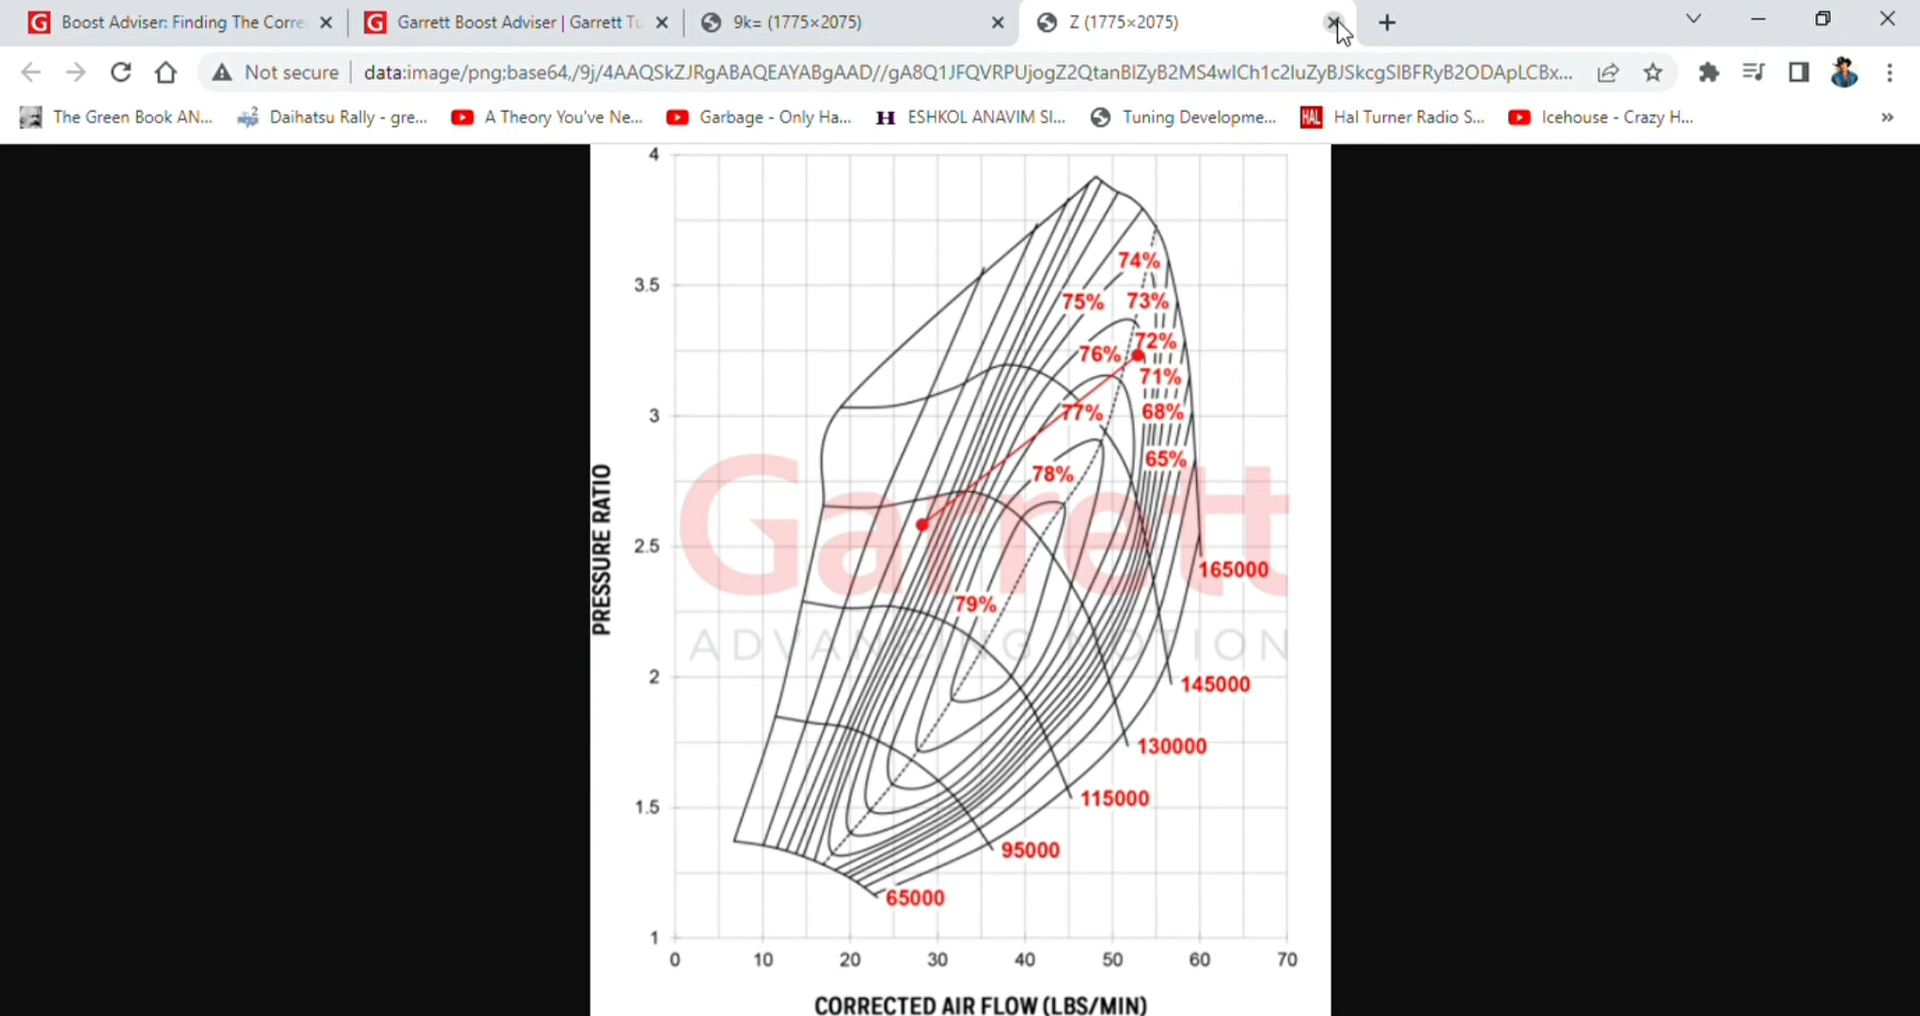 Boost Adviser: Finding The Corre
Garrett Boost Adviser | Garrett Tu
9k= (1775×2075)
Z (1775×2075)
Not secure
data:image/png;base64,/9j/4AAQSkZJRgABAQEAYABgAAD//gA8Q1JFQVRPUjogZ2QtanBlZyB2MS4wICh1c2luZyBJSkcgSlBFRyB2ODApLCBx...
The Green Book AN...
Daihatsu Rally - gre...
A Theory You've Ne...
Garbage - Only Ha...
H ESHKOL ANAVIM SI...
Tuning Developme...
HAL Hal Turner Radio S...
Icehouse - Crazy H...
»
4
3.5
3
2.5
2
1.5
1
PRESSURE RATIO
74%
75%
73%
72%
76%
71%
77%
68%
65%
78%
79%
Garrett
ADVANCING MOTION
165000
145000
130000
115000
95000
65000
0 10 20 30 40 50 60 70
CORRECTED AIR FLOW (LBS/MIN)